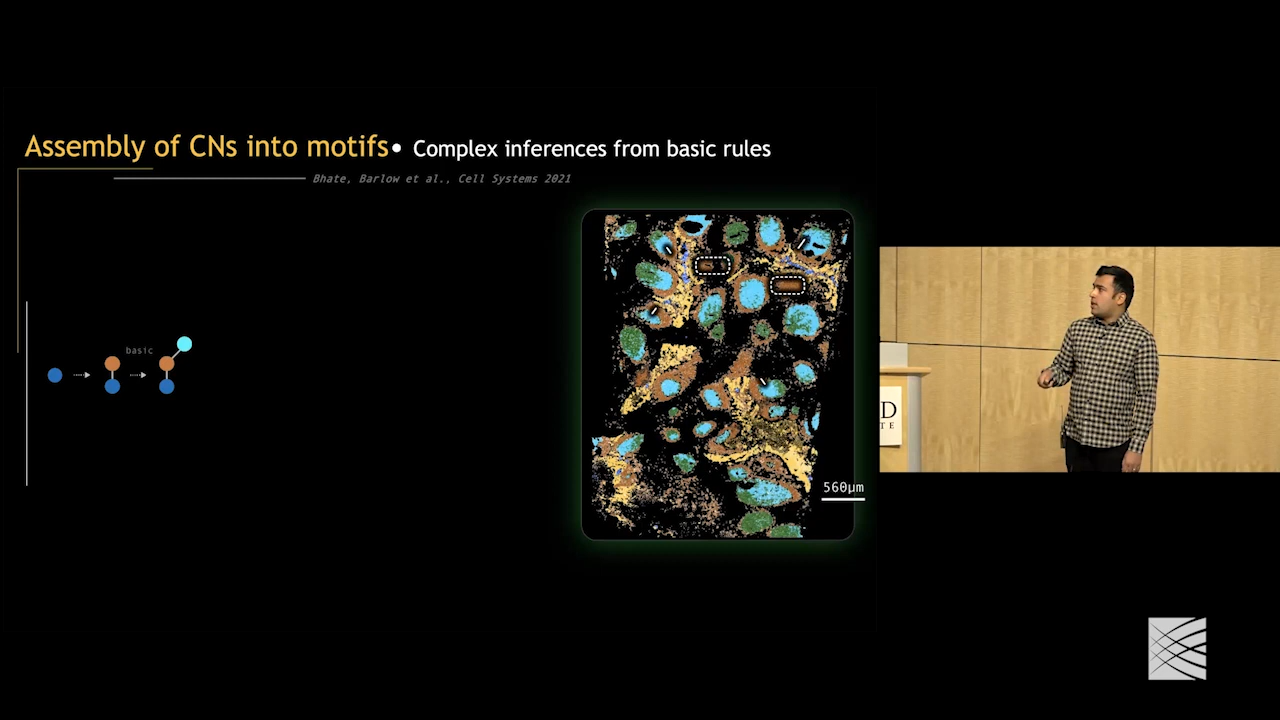 Assembly of CNs into motifs • Complex inferences from basic rules
Bhate, Barlow et al., Cell Systems 2021
basic
560µm
D
TE